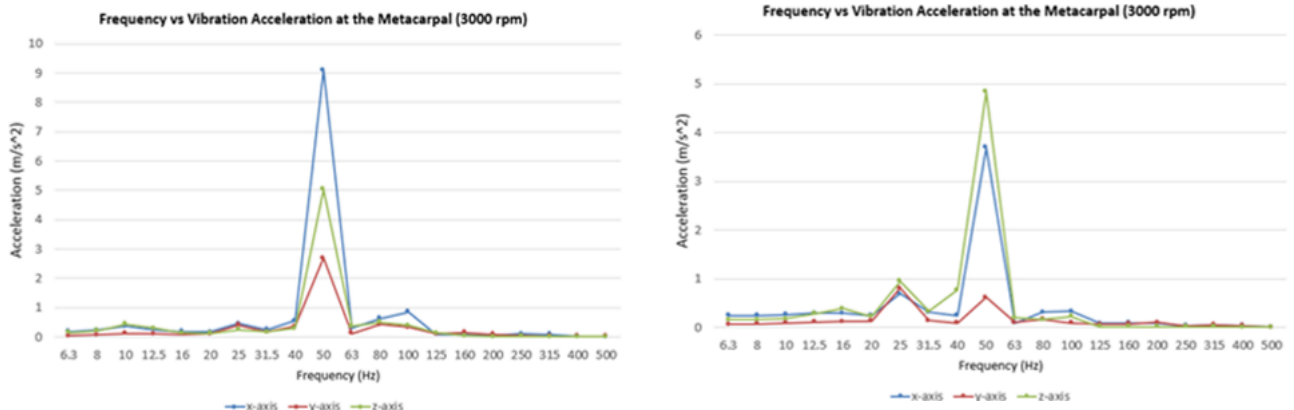 Frequency vs Vibration Acceleration at the Metacarpal (3000 rpm)
10
9
8
7
6
5
4
3
2
1
0
Acceleration (m/s^2)
6.3 8 10 12.5 16 20 25 31.5 40 50 63 80 100 125 160 200 250 315 400 500
Frequency (Hz)
x-axis y-axis z-axis
Frequency vs Vibration Acceleration at the Metacarpal (3000 rpm)
6
5
4
3
2
1
0
Acceleration (m/s^2)
6.3 8 10 12.5 16 20 25 31.5 40 50 63 80 100 125 160 200 250 315 400 500
Frequency (Hz)
x-axis y-axis z-axis